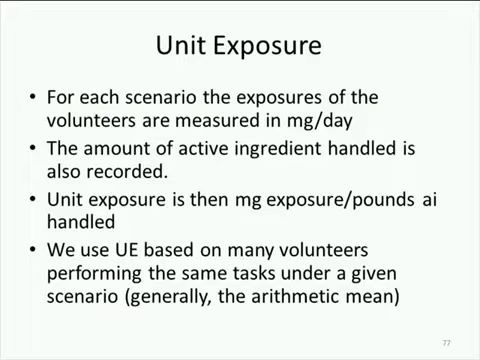 Unit Exposure
• For each scenario the exposures of the
volunteers are measured in mg/day
• The amount of active ingredient handled is
also recorded.
• Unit exposure is then mg exposure/pounds ai
handled
• We use UE based on many volunteers
performing the same tasks under a given
scenario (generally, the arithmetic mean)
77